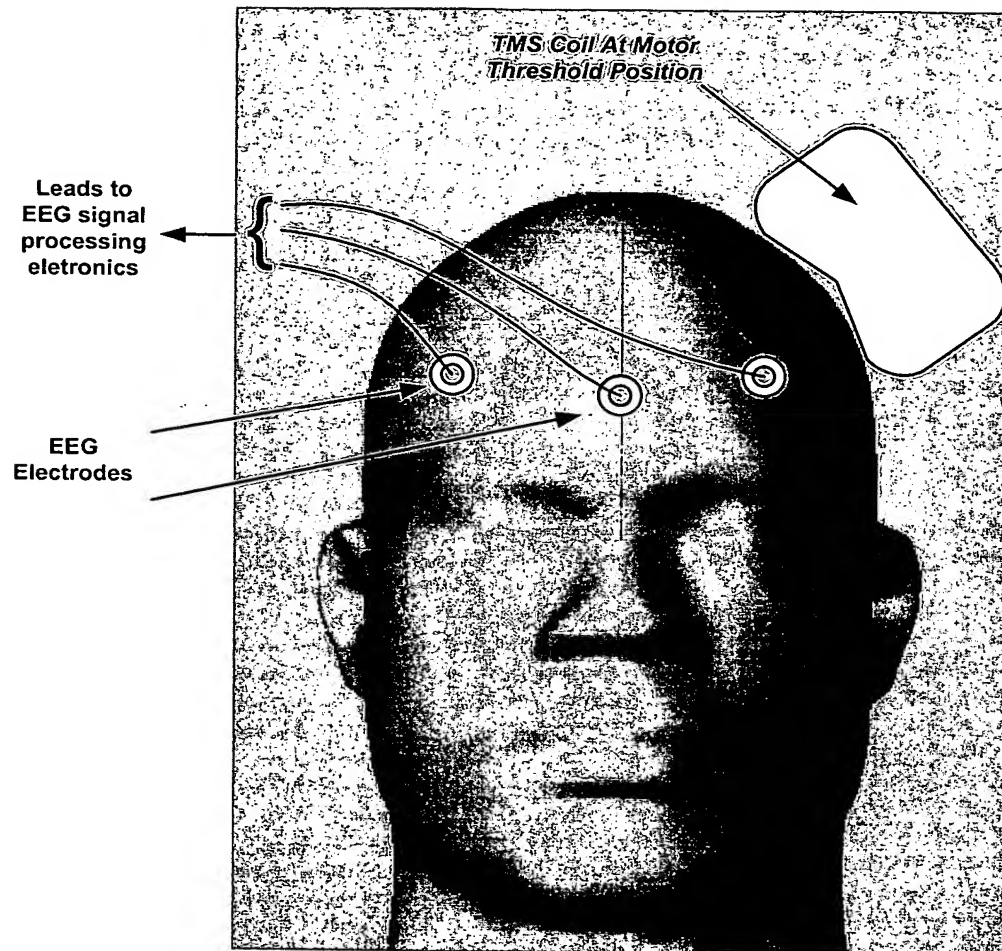 TMS Coil At Motor
Threshold Position
Leads to
EEG signal
processing
eletronics
EEG
Electrodes